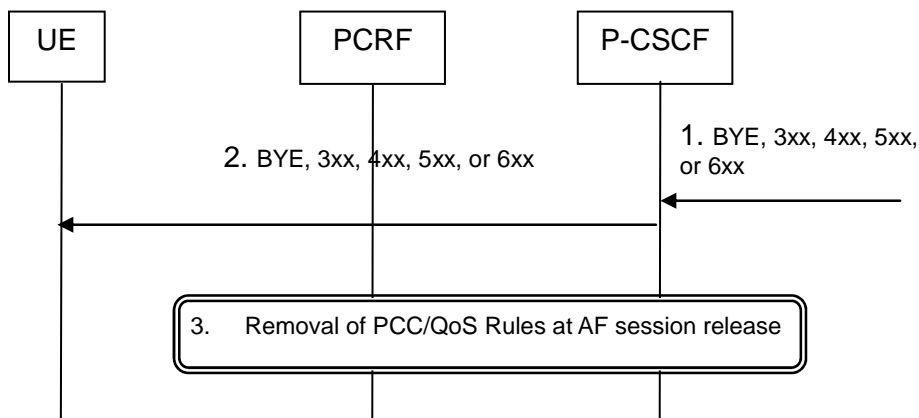 UE
PCRF
P-CSCF
1. BYE, 3xx, 4xx, 5xx,
or 6xx
2. BYE, 3xx, 4xx, 5xx, or 6xx
3. Removal of PCC/QoS Rules at AF session release